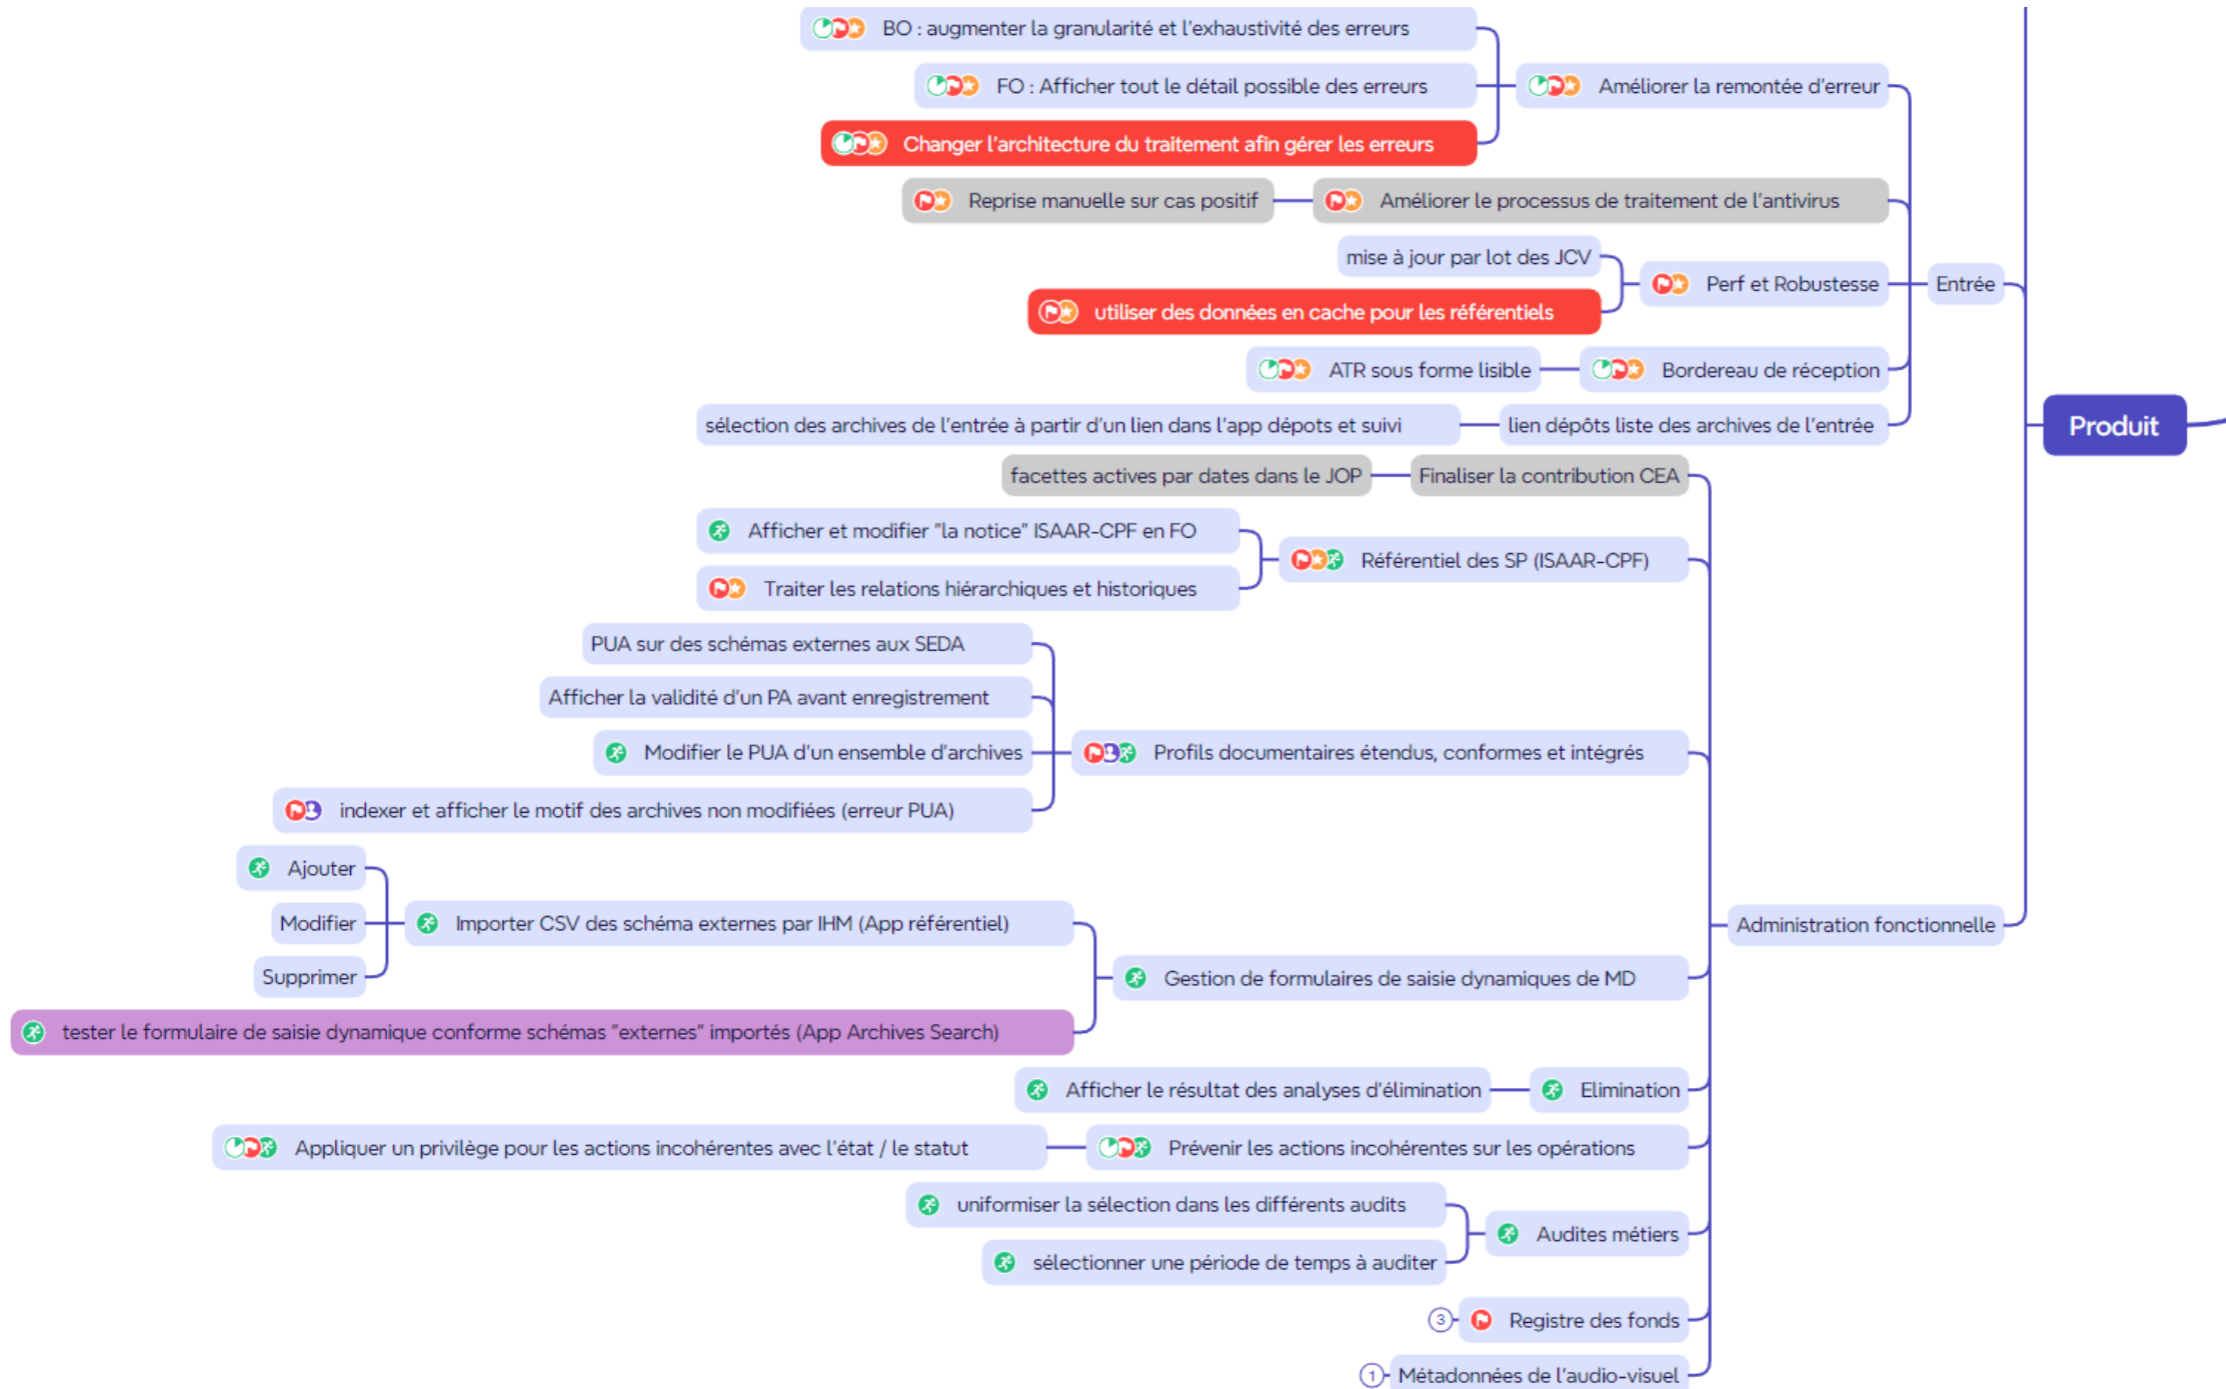 BO : augmenter la granularité et l'exhaustivité des erreurs
FO : Afficher tout le détail possible des erreurs
Améliorer la remontée d'erreur
Changer l'architecture du traitement afin gérer les erreurs
Reprise manuelle sur cas positif
Améliorer le processus de traitement de l'antivirus
mise à jour par lot des JCV
Perf et Robustesse
Entrée
utiliser des données en cache pour les référentiels
ATR sous forme lisible
Bordereau de réception
sélection des archives de l'entrée à partir d'un lien dans l'app dépots et suivi
lien dépôts liste des archives de l'entrée
Produit
facettes actives par dates dans le JOP
Finaliser la contribution CEA
Afficher et modifier "la notice" ISAAR-CPF en FO
Référentiel des SP (ISAAR-CPF)
Traiter les relations hiérarchiques et historiques
PUA sur des schémas externes aux SEDA
Afficher la validité d'un PA avant enregistrement
Modifier le PUA d'un ensemble d'archives
Profils documentaires étendus, conformes et intégrés
indexer et afficher le motif des archives non modifiées (erreur PUA)
Ajouter
Modifier
Importer CSV des schéma externes par IHM (App référentiel)
Administration fonctionnelle
Supprimer
Gestion de formulaires de saisie dynamiques de MD
tester le formulaire de saisie dynamique conforme schémas "externes" importés (App Archives Search)
Afficher le résultat des analyses d'élimination
Elimination
Appliquer un privilège pour les actions incohérentes avec l'état / le statut
Prévenir les actions incohérentes sur les opérations
uniformiser la sélection dans les différents audits
Audites métiers
sélectionner une période de temps à auditer
3
Registre des fonds
1
Métadonnées de l'audio-visuel